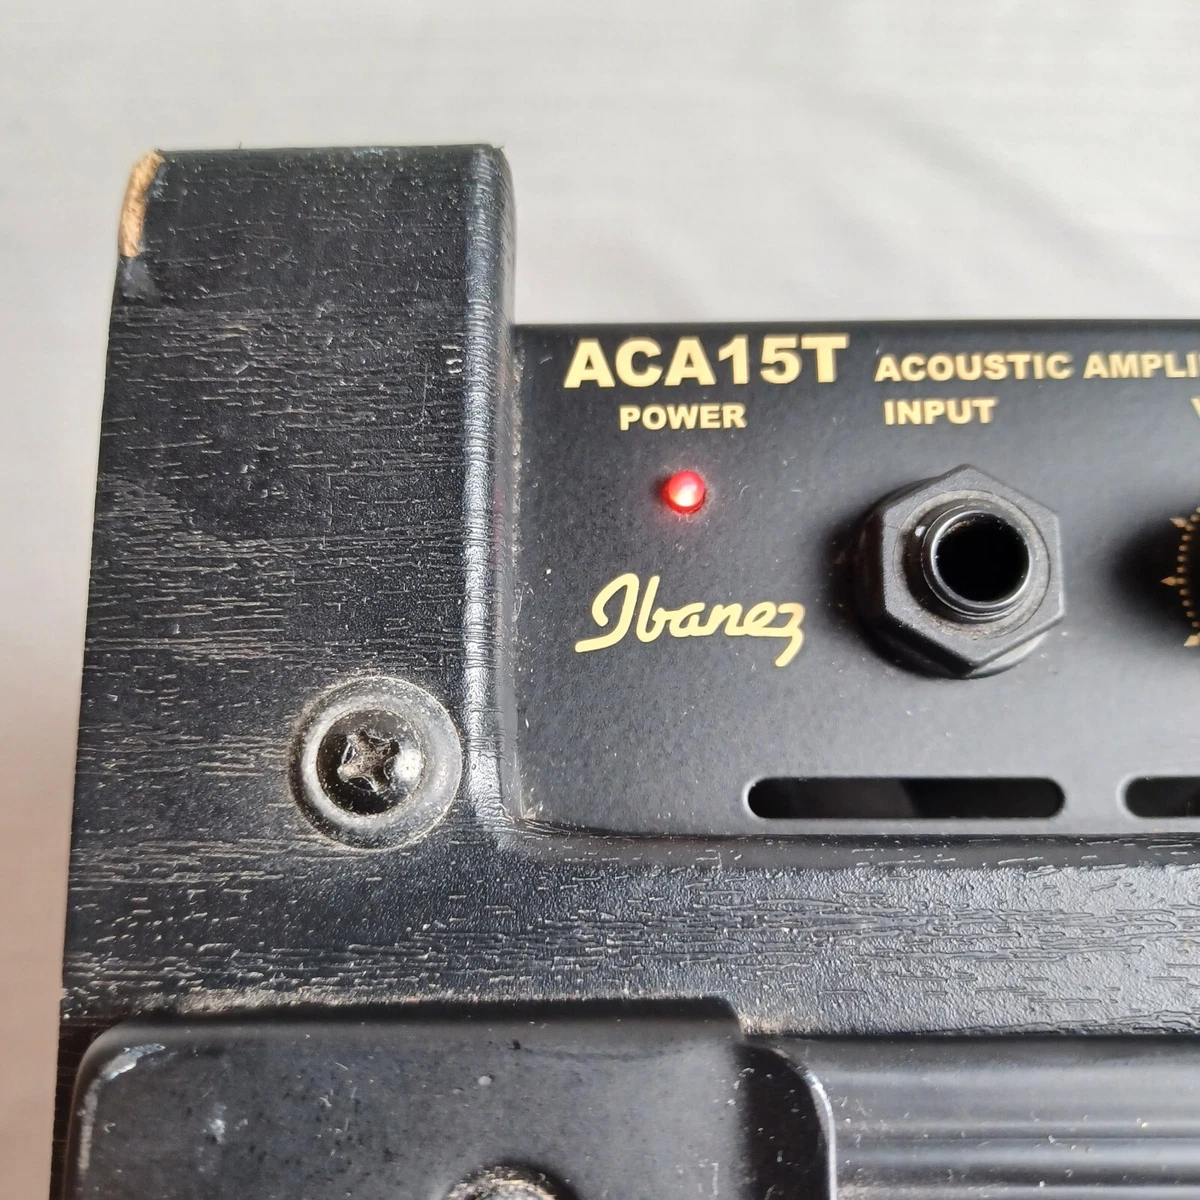 ACA15T ACOUSTIC AMPLI
POWER INPUT
Ibanez